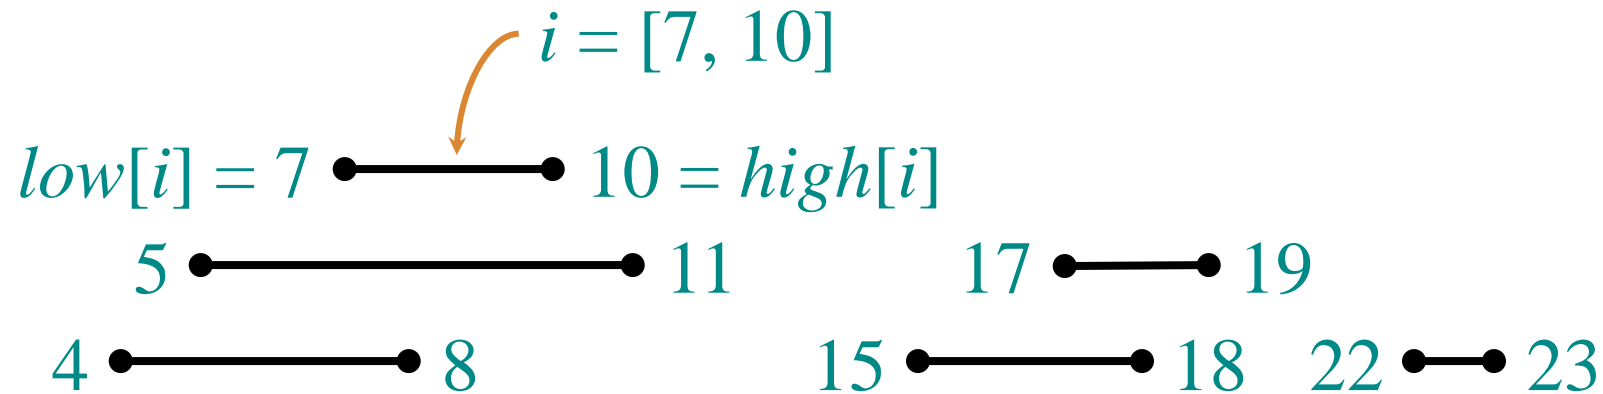 i = [7, 10]
low[i] = 7 10 = high[i]
5 11 17 19
4 8 15 18 22 23